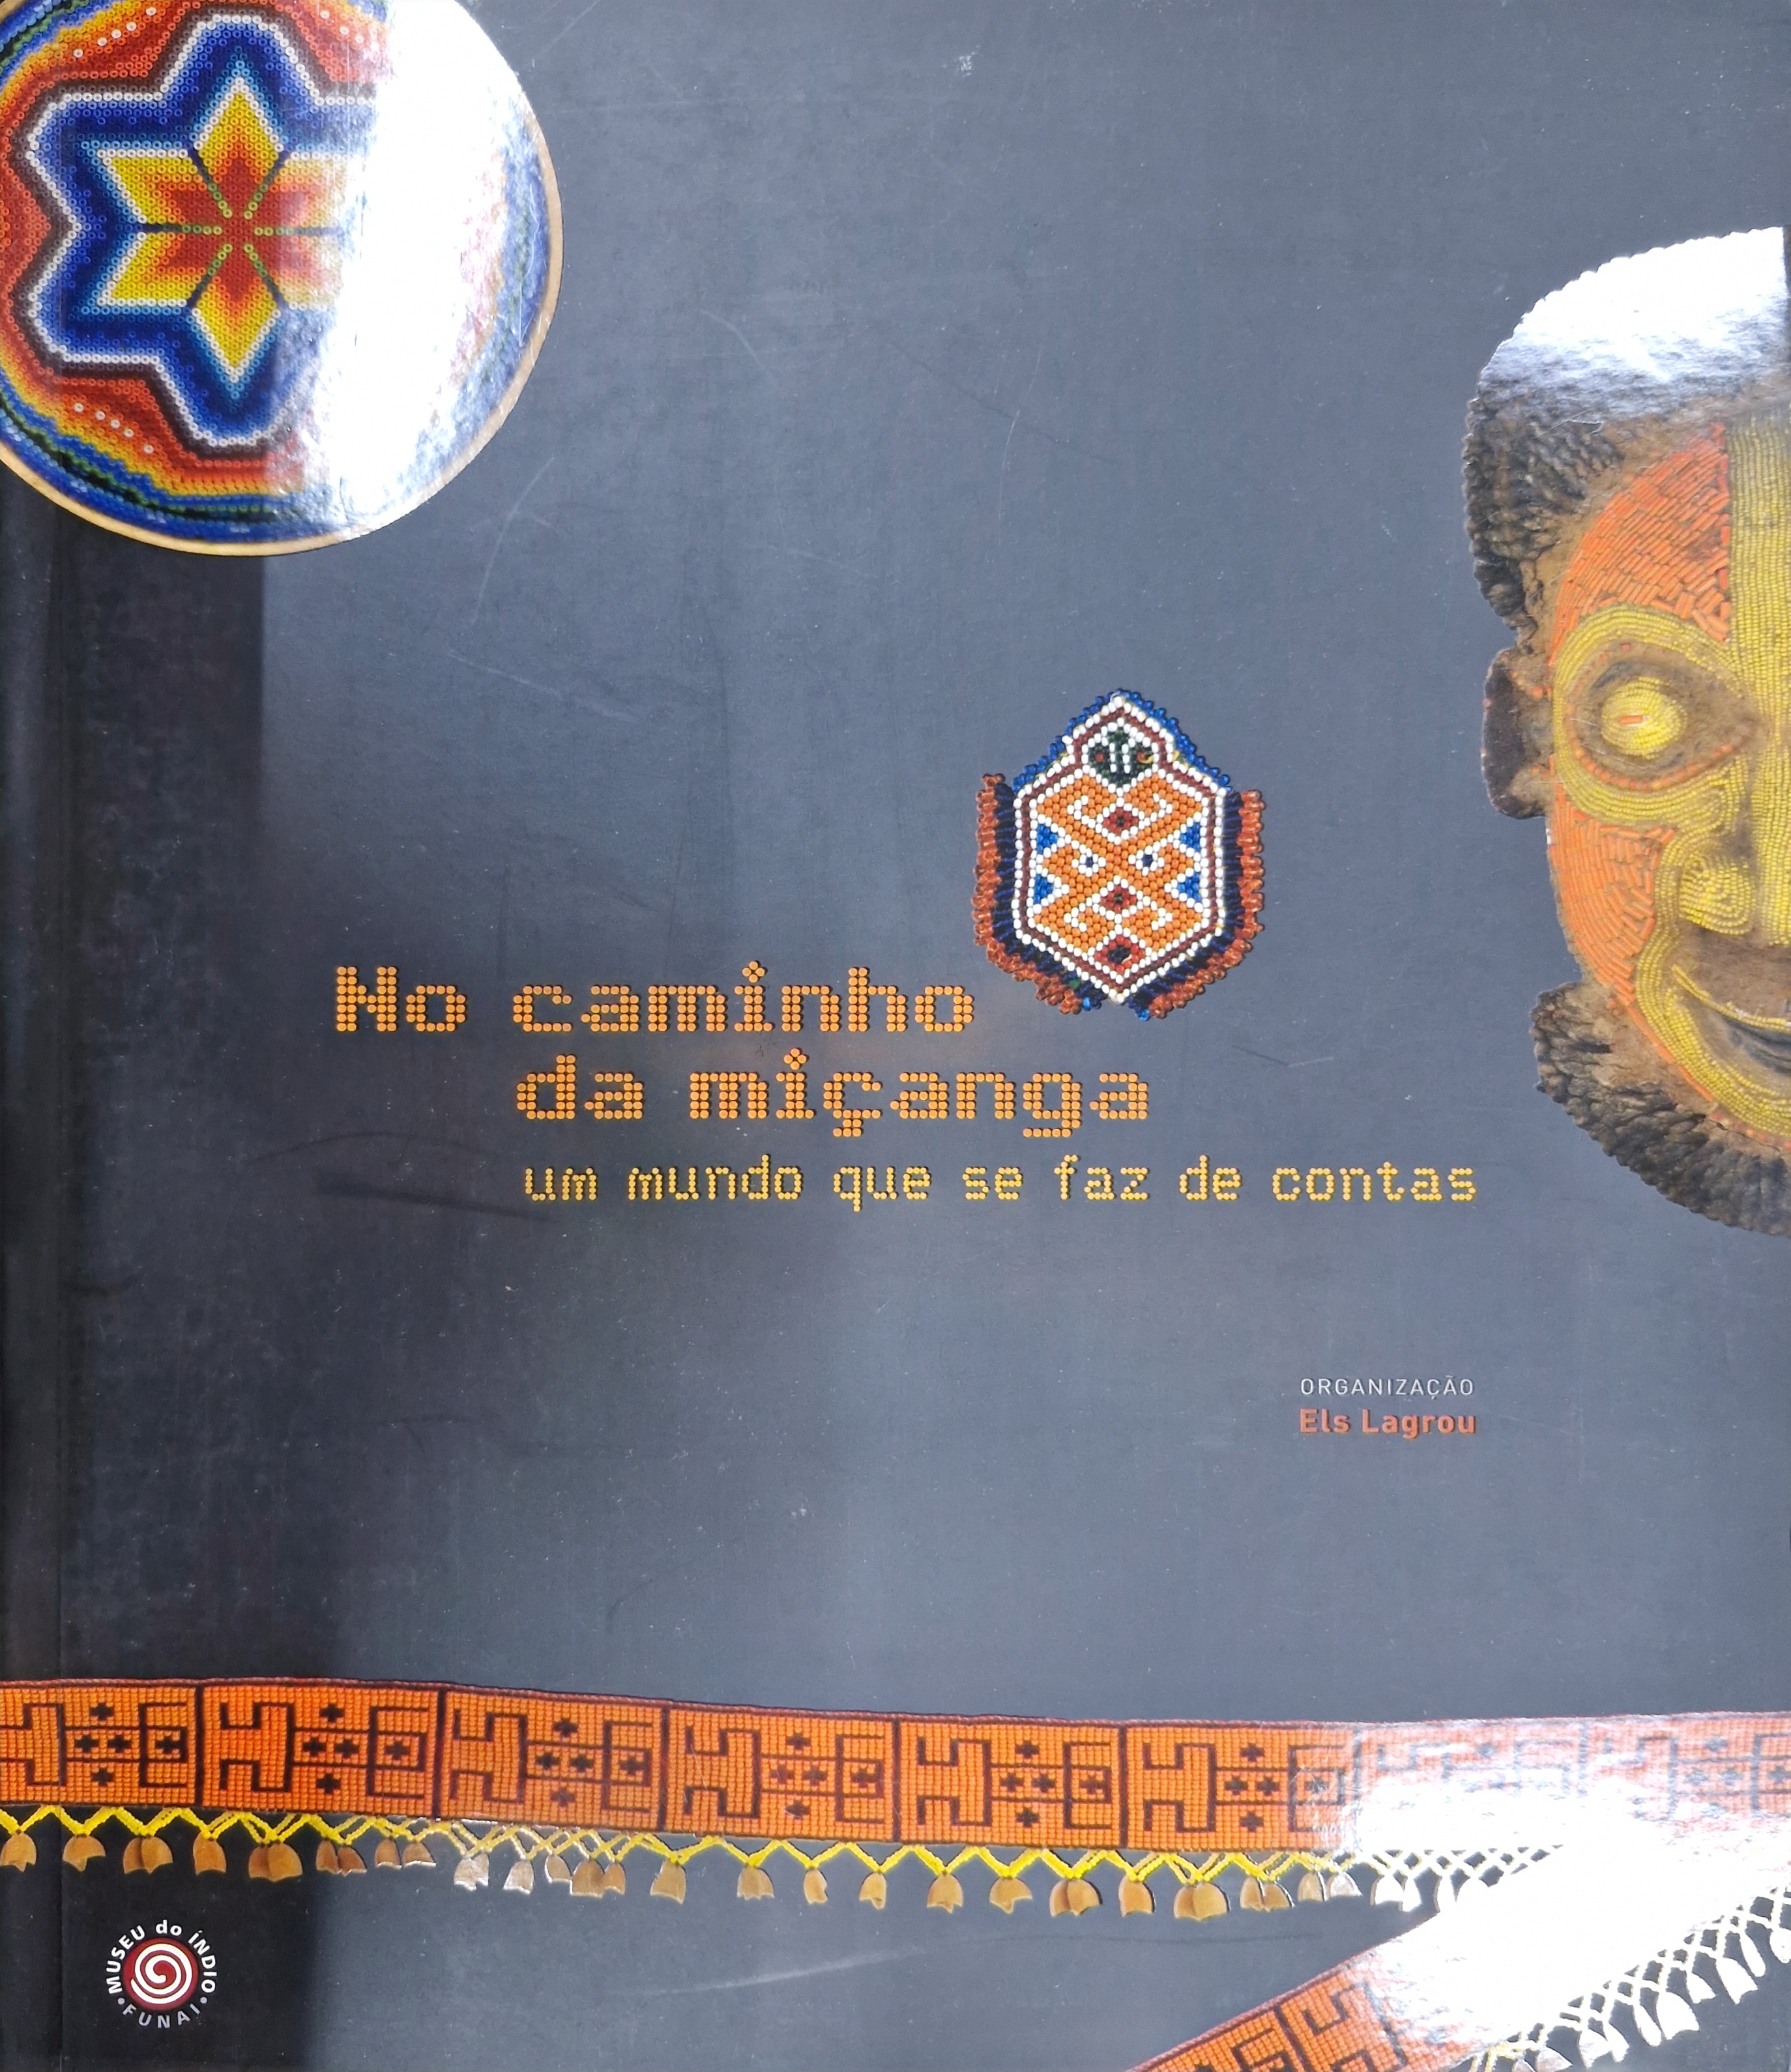 No caminho
da miçanga
um mundo que se faz de contas
ORGANIZAÇÃO
Els Lagrou
MUSEU do ÍNDIO
FUNAI